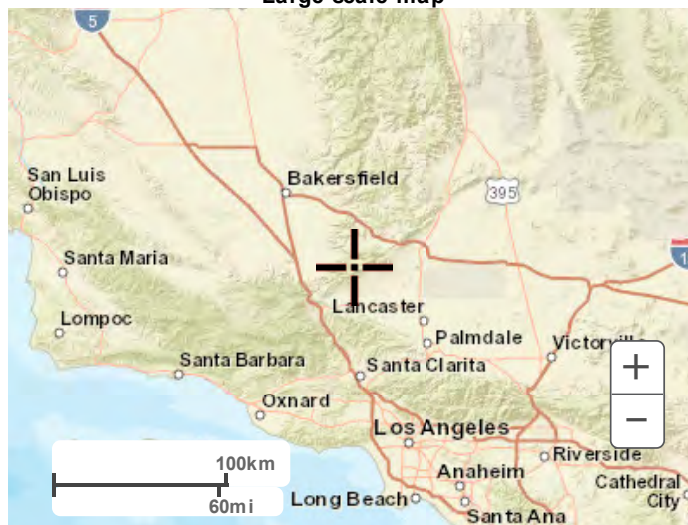 Large scale map
5
Bakersfield
San Luis
Obispo
395
Santa Maria
1
Lompoc
Lancaster
Palmdale
Victorville
Santa Barbara
Santa Clarita
+
−
Oxnard
Los Angeles
Riverside
100km
60mi
Anaheim
Cathedral
City
Long Beach
Santa Ana